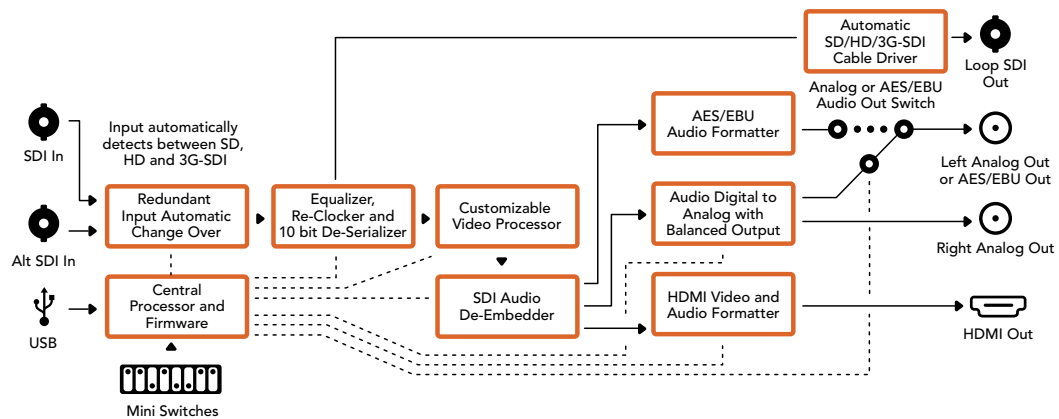 Automatic
SD/HD/3G-SDI
Cable Driver
Loop SDI
Out
Analog or AES/EBU
Audio Out Switch
AES/EBU
Audio Formatter
SDI In
Input automatically
detects between SD,
HD and 3G-SDI
Left Analog Out
or AES/EBU Out
Redundant
Input Automatic
Change Over
Equalizer,
Re-Clocker and
10 bit De-Serializer
Customizable
Video Processor
Audio Digital to
Analog with
Balanced Output
Alt SDI In
Right Analog Out
Central
Processor and
Firmware
SDI Audio
De-Embedder
HDMI Video and
Audio Formatter
USB
HDMI Out
Mini Switches